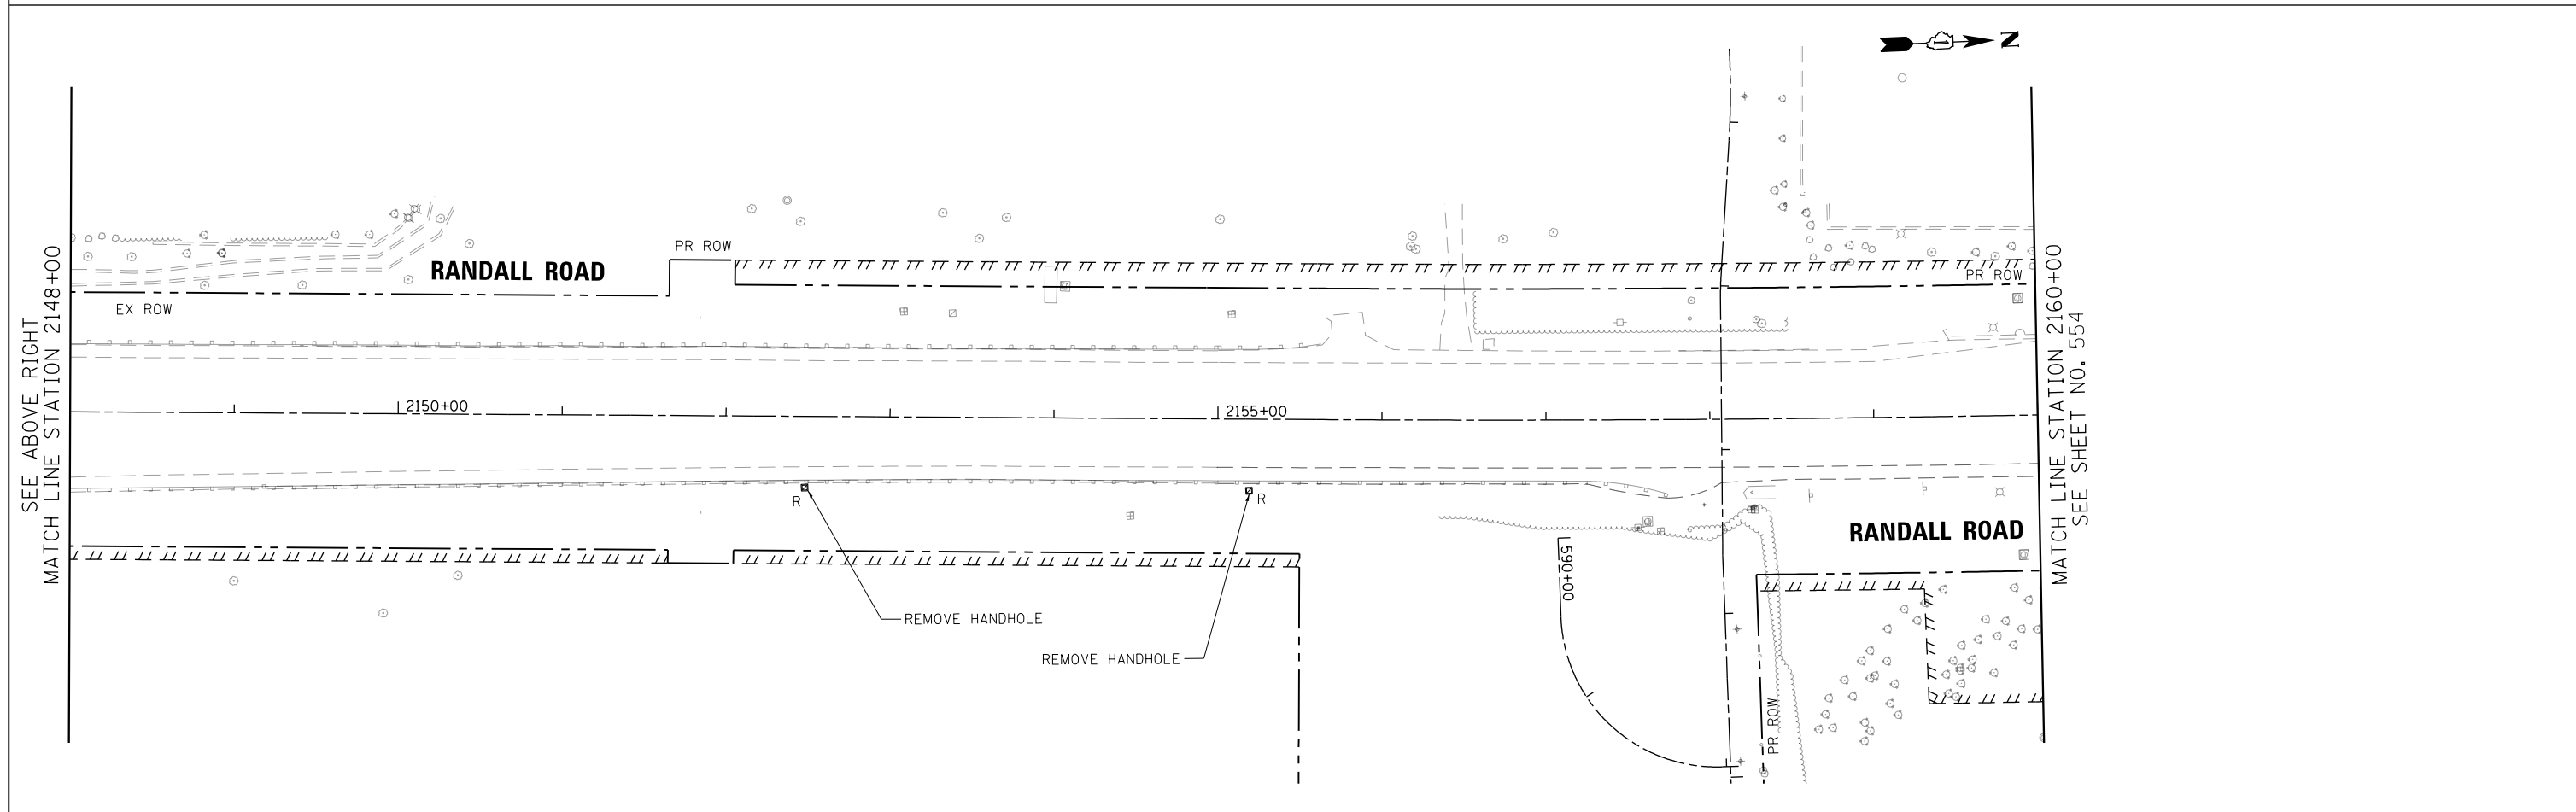 N
SEE ABOVE RIGHT
MATCH LINE STATION 2148+00
RANDALL ROAD
PR ROW
EX ROW
PR ROW
2150+00
2155+00
R
R
RANDALL ROAD
590+00
REMOVE HANDHOLE
REMOVE HANDHOLE
PR ROW
MATCH LINE STATION 2160+00
SEE SHEET NO. 554